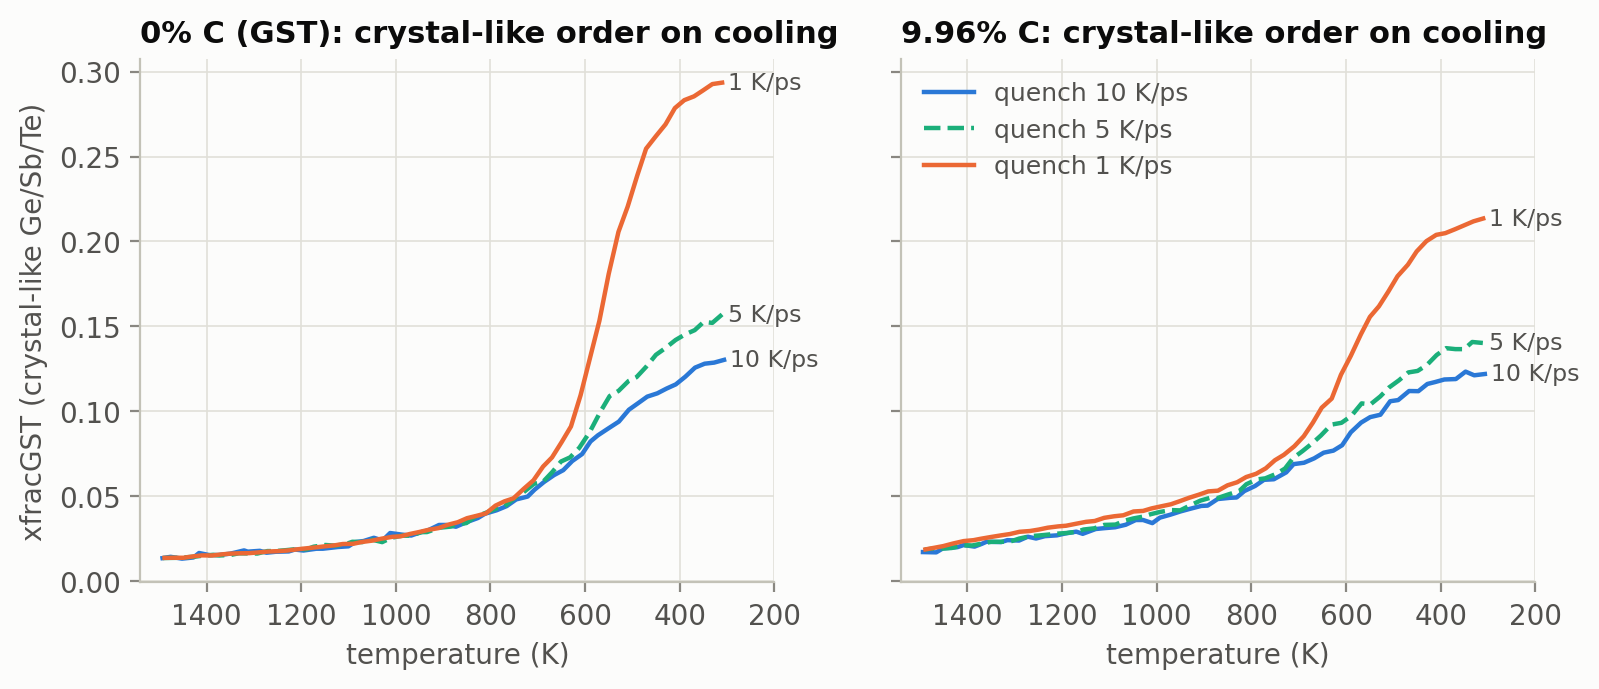 0% C (GST): crystal-like order on cooling
xfracGST (crystal-like Ge/Sb/Te)
0.30
0.25
0.20
0.15
0.10
0.05
0.00
1 K/ps
5 K/ps
10 K/ps
1400 1200 1000 800 600 400 200
temperature (K)
9.96% C: crystal-like order on cooling
quench 10 K/ps
quench 5 K/ps
quench 1 K/ps
1 K/ps
5 K/ps
10 K/ps
1400 1200 1000 800 600 400 200
temperature (K)